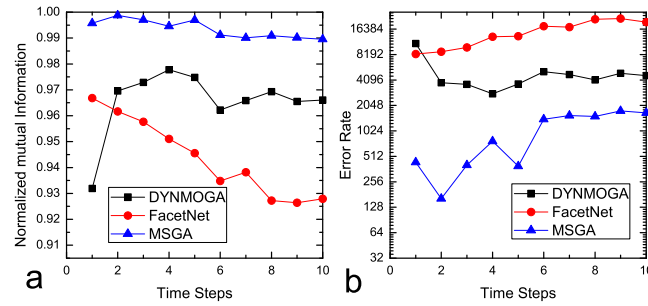 Normalized mutual Information
1.00
0.99
0.98
0.97
0.96
0.95
0.94
0.93
0.92
0.91
0
2
4
6
8
10
DYNMOGA
FacetNet
MSGA
a
Time Steps
Error Rate
16384
8192
4096
2048
1024
512
256
128
64
32
0
2
4
6
8
10
DYNMOGA
FacetNet
MSGA
b
Time Steps